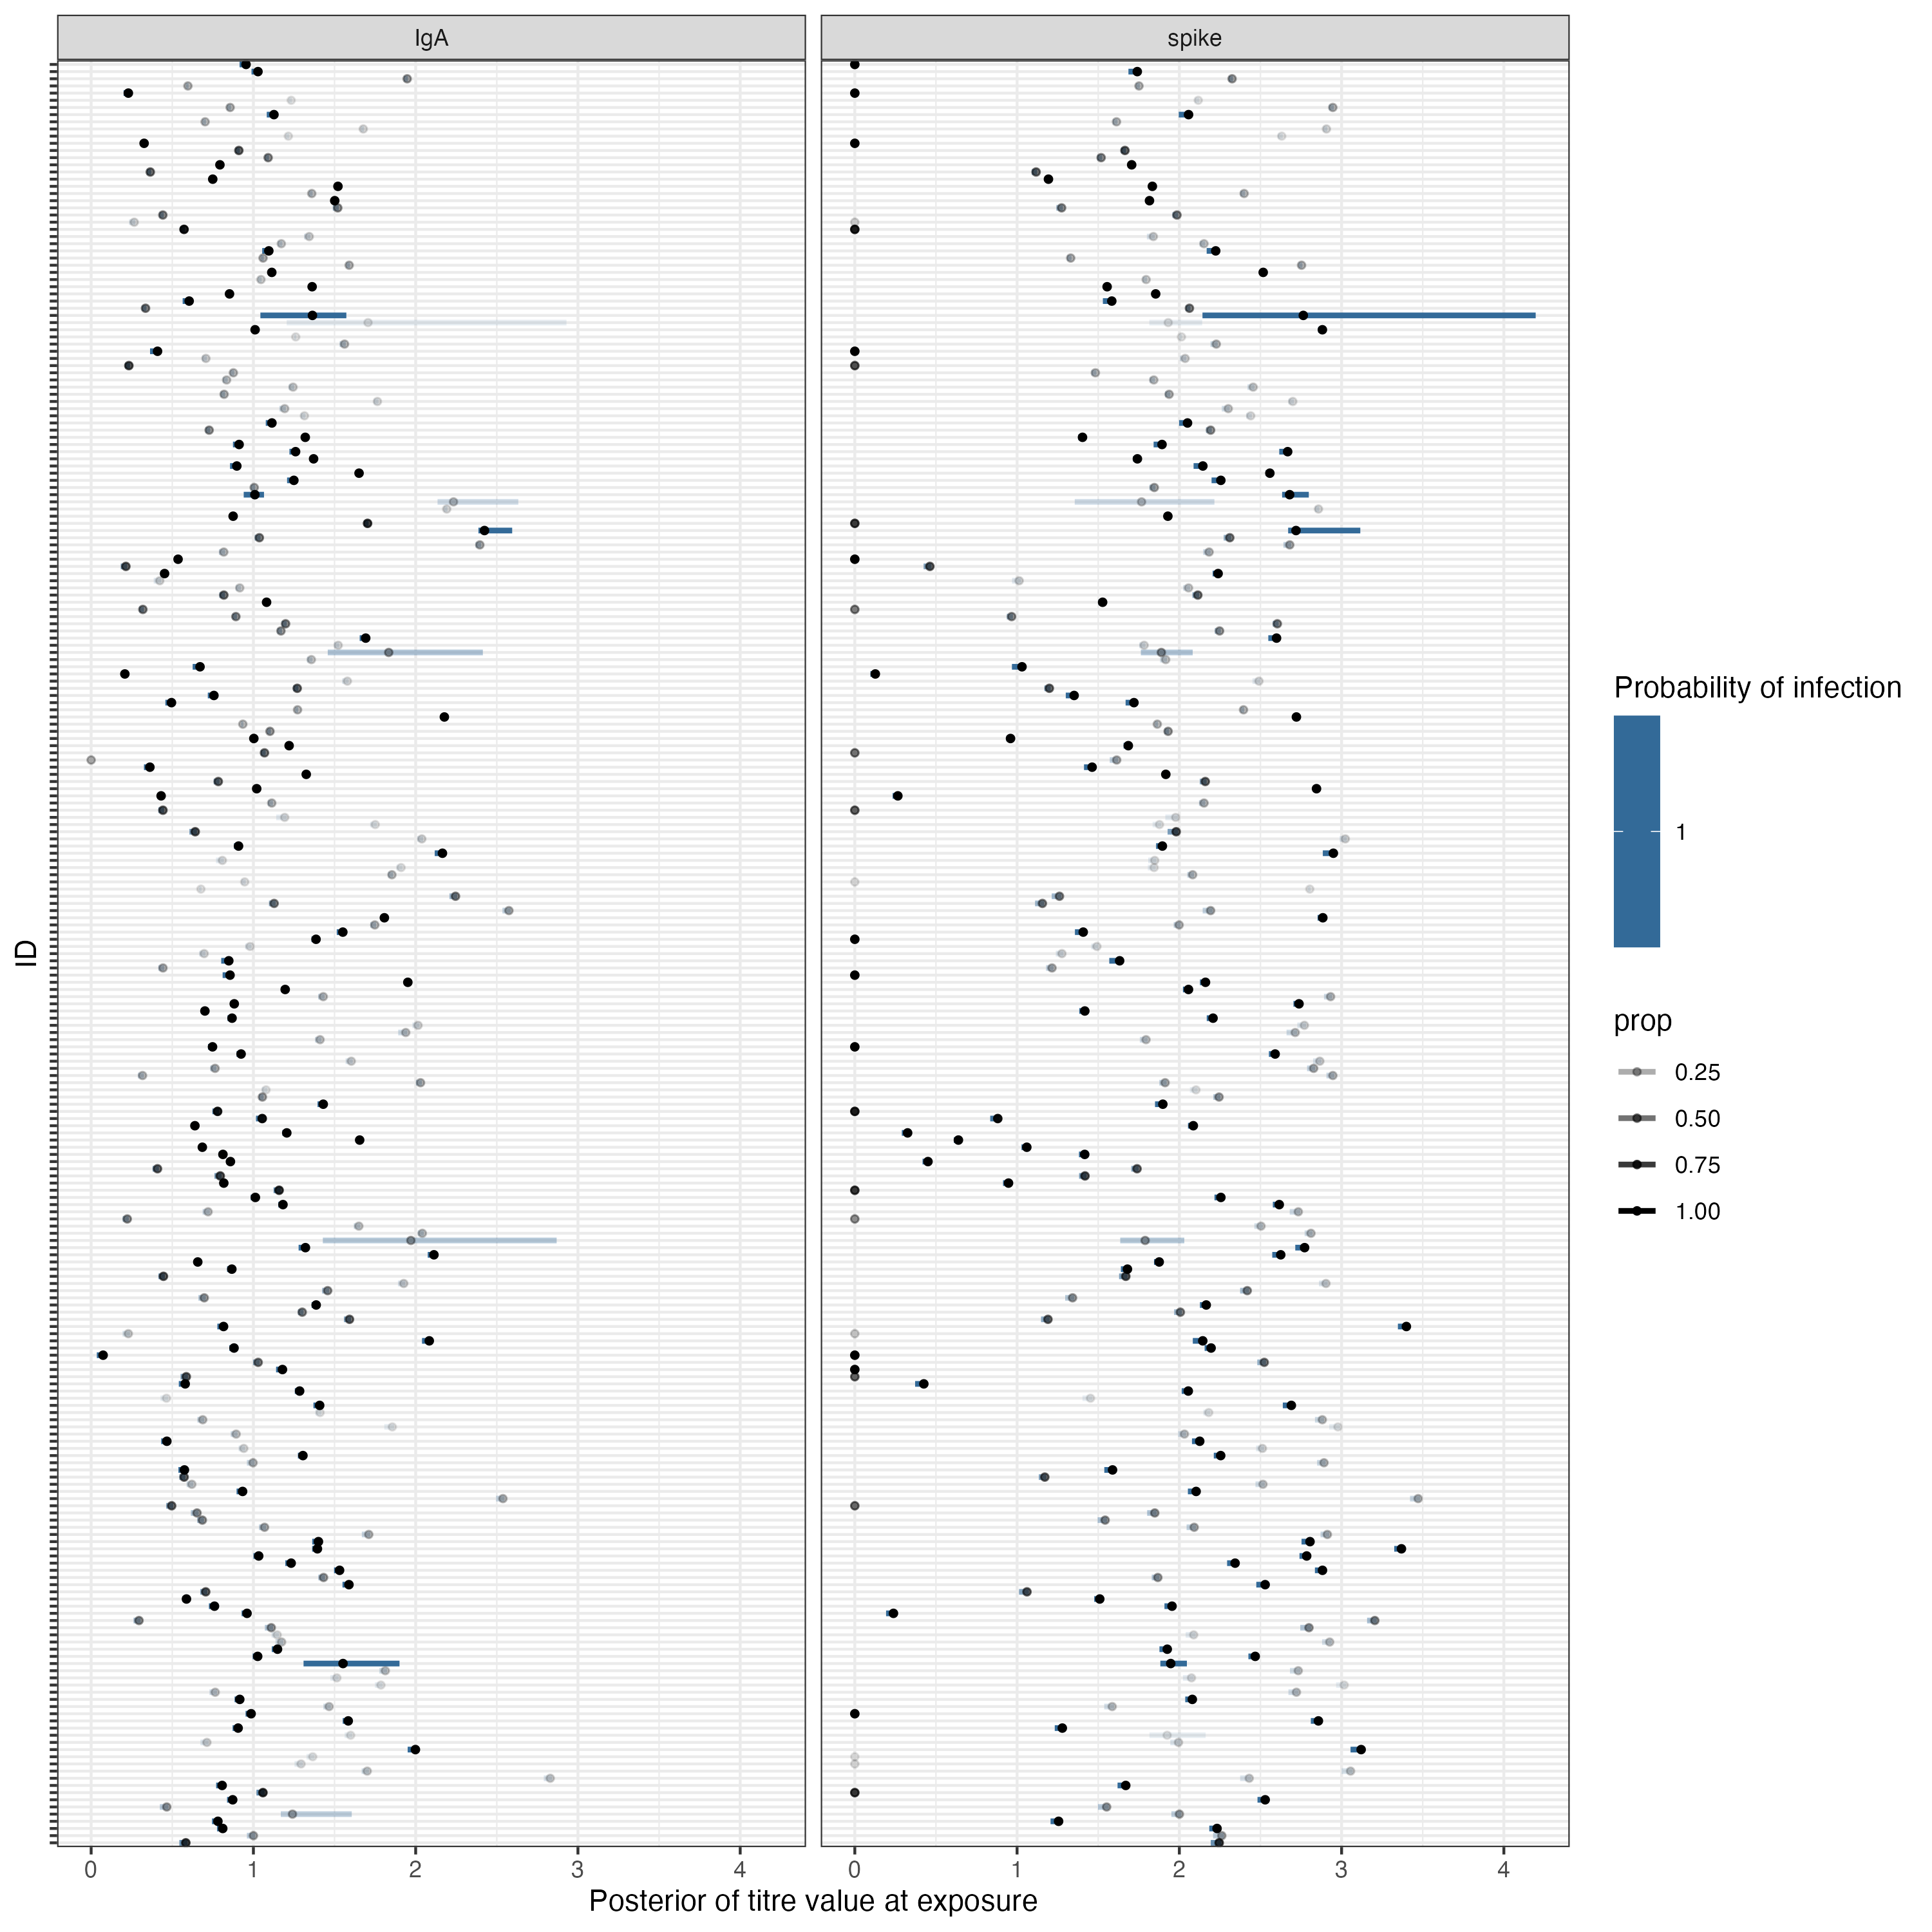 IgA
spike
ID
0
1
2
3
4
0
1
2
3
4
Posterior of titre value at exposure
Probability of infection
1
prop
0.25
0.50
0.75
1.00